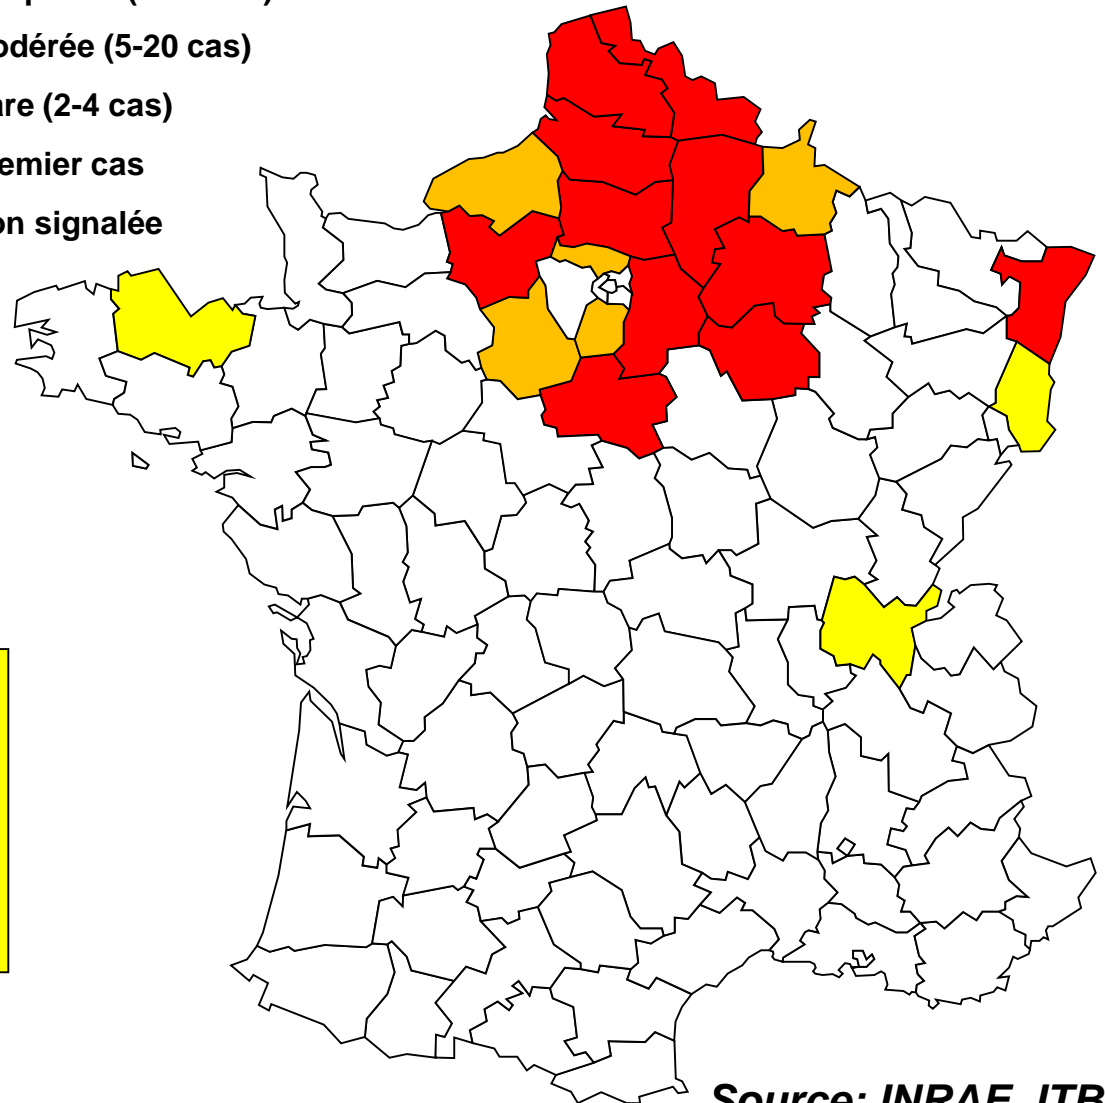 odérée (5-20 cas)
are (2-4 cas)
emier cas
on signalée
Source: INRAE, ITB